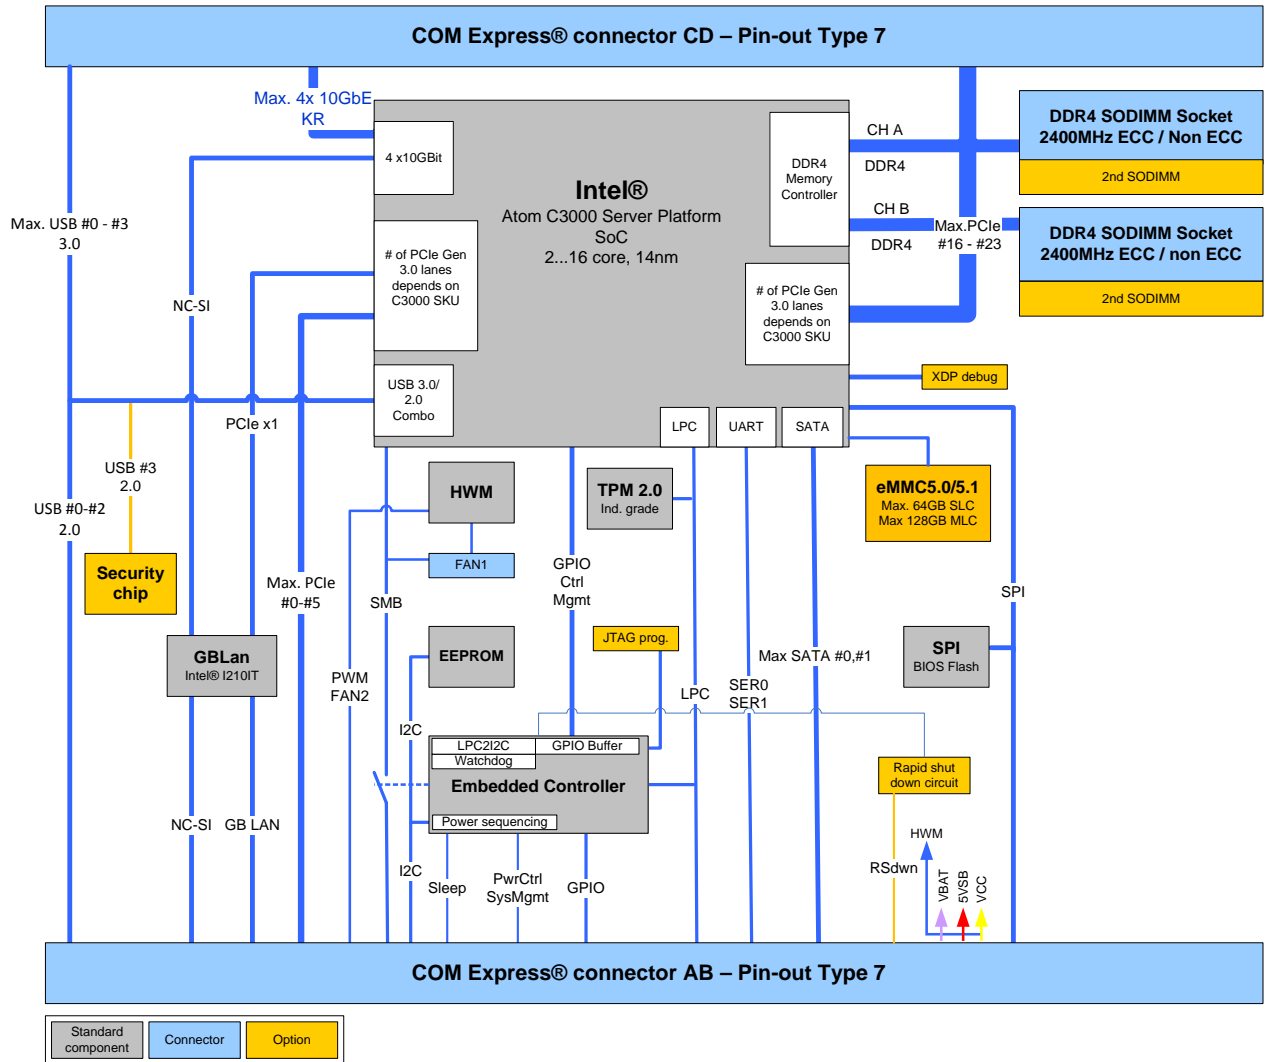 COM Express® connector CD – Pin-out Type 7
Max. 4x 10GbE
KR
4 x10GBit
Intel®
Atom C3000 Server Platform
SoC
2...16 core, 14nm
DDR4
Memory
Controller
CH A
DDR4
CH B
DDR4
DDR4 SODIMM Socket
2400MHz ECC / Non ECC
2nd SODIMM
DDR4 SODIMM Socket
2400MHz ECC / non ECC
2nd SODIMM
Max.PCIe
#16 - #23
Max. USB #0 - #3
3.0
# of PCIe Gen
3.0 lanes
depends on
C3000 SKU
# of PCIe Gen
3.0 lanes
depends on
C3000 SKU
NC-SI
USB 3.0/
2.0
Combo
XDP debug
PCIe x1
LPC
UART
SATA
USB #3
2.0
HWM
TPM 2.0
Ind. grade
eMMC5.0/5.1
Max. 64GB SLC
Max 128GB MLC
USB #0-#2
2.0
Security
chip
FAN1
GPIO
Ctrl
Mgmt
Max. PCIe
#0-#5
SMB
SPI
GBLan
Intel® I210IT
EEPROM
JTAG prog.
Max SATA #0,#1
SPI
BIOS Flash
PWM
FAN2
LPC
SER0
SER1
I2C
LPC2I2C
GPIO Buffer
Watchdog
Embedded Controller
Power sequencing
Rapid shut
down circuit
NC-SI
GB LAN
I2C
Sleep
PwrCtrl
SysMgmt
GPIO
RSdwn
HWM
VBAT
5VSB
VCC
COM Express® connector AB – Pin-out Type 7
Standard
component
Connector
Option